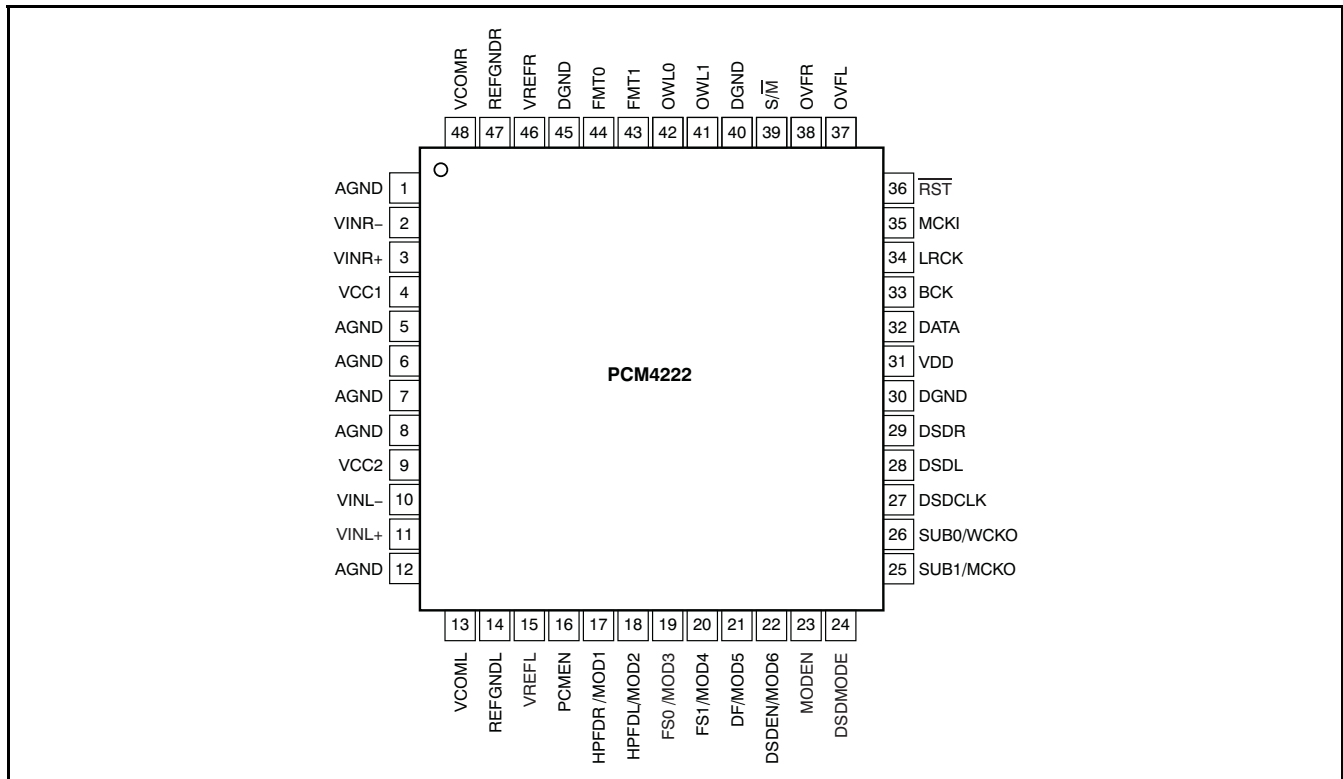 VCOMR
REFGNDR
VREFR
DGND
FMT0
FMT1
OWL0
OWL1
DGND
S/M̅
OVFR
OVFL
48 47 46 45 44 43 42 41 40 39 38 37
AGND 1
VINR− 2
VINR+ 3
VCC1 4
AGND 5
AGND 6
AGND 7
AGND 8
VCC2 9
VINL− 10
VINL+ 11
AGND 12
PCM4222
36 R̅S̅T̅
35 MCKI
34 LRCK
33 BCK
32 DATA
31 VDD
30 DGND
29 DSDR
28 DSDL
27 DSDCLK
26 SUB0/WCKO
25 SUB1/MCKO
13 14 15 16 17 18 19 20 21 22 23 24
VCOML
REFGNDL
VREFL
PCMEN
HPFDR /MOD1
HPFDL/MOD2
FS0 /MOD3
FS1/MOD4
DF/MOD5
DSDEN/MOD6
MODEN
DSDMODE